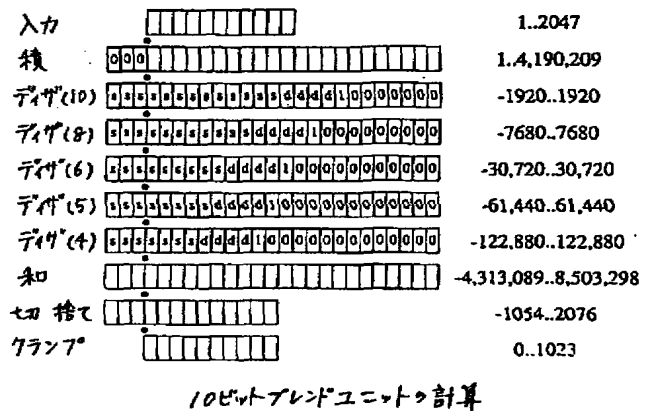 入力 1..2047
積 000 1..4,190,209
ディザ(10) ssssssssssssssdddd10000000 -1920..1920
ディザ(8) ssssssssssssdddd1000000000 -7680..7680
ディザ(6) ssssssssssdddd100000000000 -30,720..30,720
ディザ(5) sssssssssdddd1000000000000 -61,440..61,440
ディザ(4) ssssssssdddd10000000000000 -122,880..122,880
和 -4,313,089..8,503,298
切捨て -1054..2076
クランプ 0..1023
10ビットブレンドユニットの計算